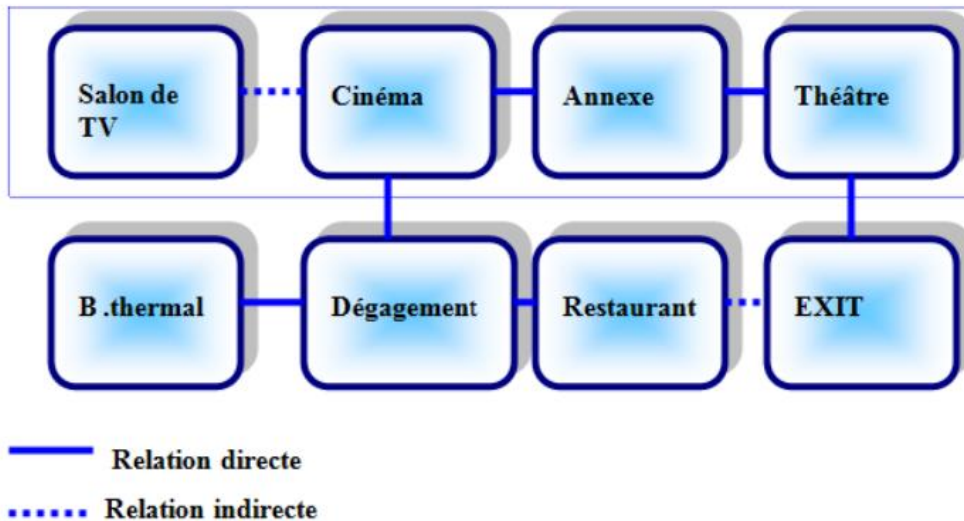 Salon de
TV
Cinéma
Annexe
Théâtre
B .thermal
Dégagement
Restaurant
EXIT
Relation directe
Relation indirecte